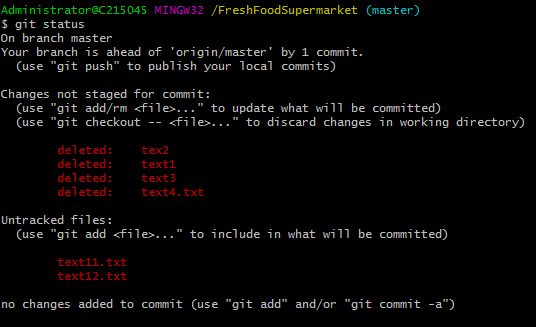 Administrator@C215045 MINGW32 /FreshFoodSupermarket (master)
$ git status
On branch master
Your branch is ahead of 'origin/master' by 1 commit.
  (use "git push" to publish your local commits)

Changes not staged for commit:
  (use "git add/rm <file>..." to update what will be committed)
  (use "git checkout -- <file>..." to discard changes in working directory)

        deleted:    tex2
        deleted:    text1
        deleted:    text3
        deleted:    text4.txt

Untracked files:
  (use "git add <file>..." to include in what will be committed)

        text11.txt
        text12.txt

no changes added to commit (use "git add" and/or "git commit -a")